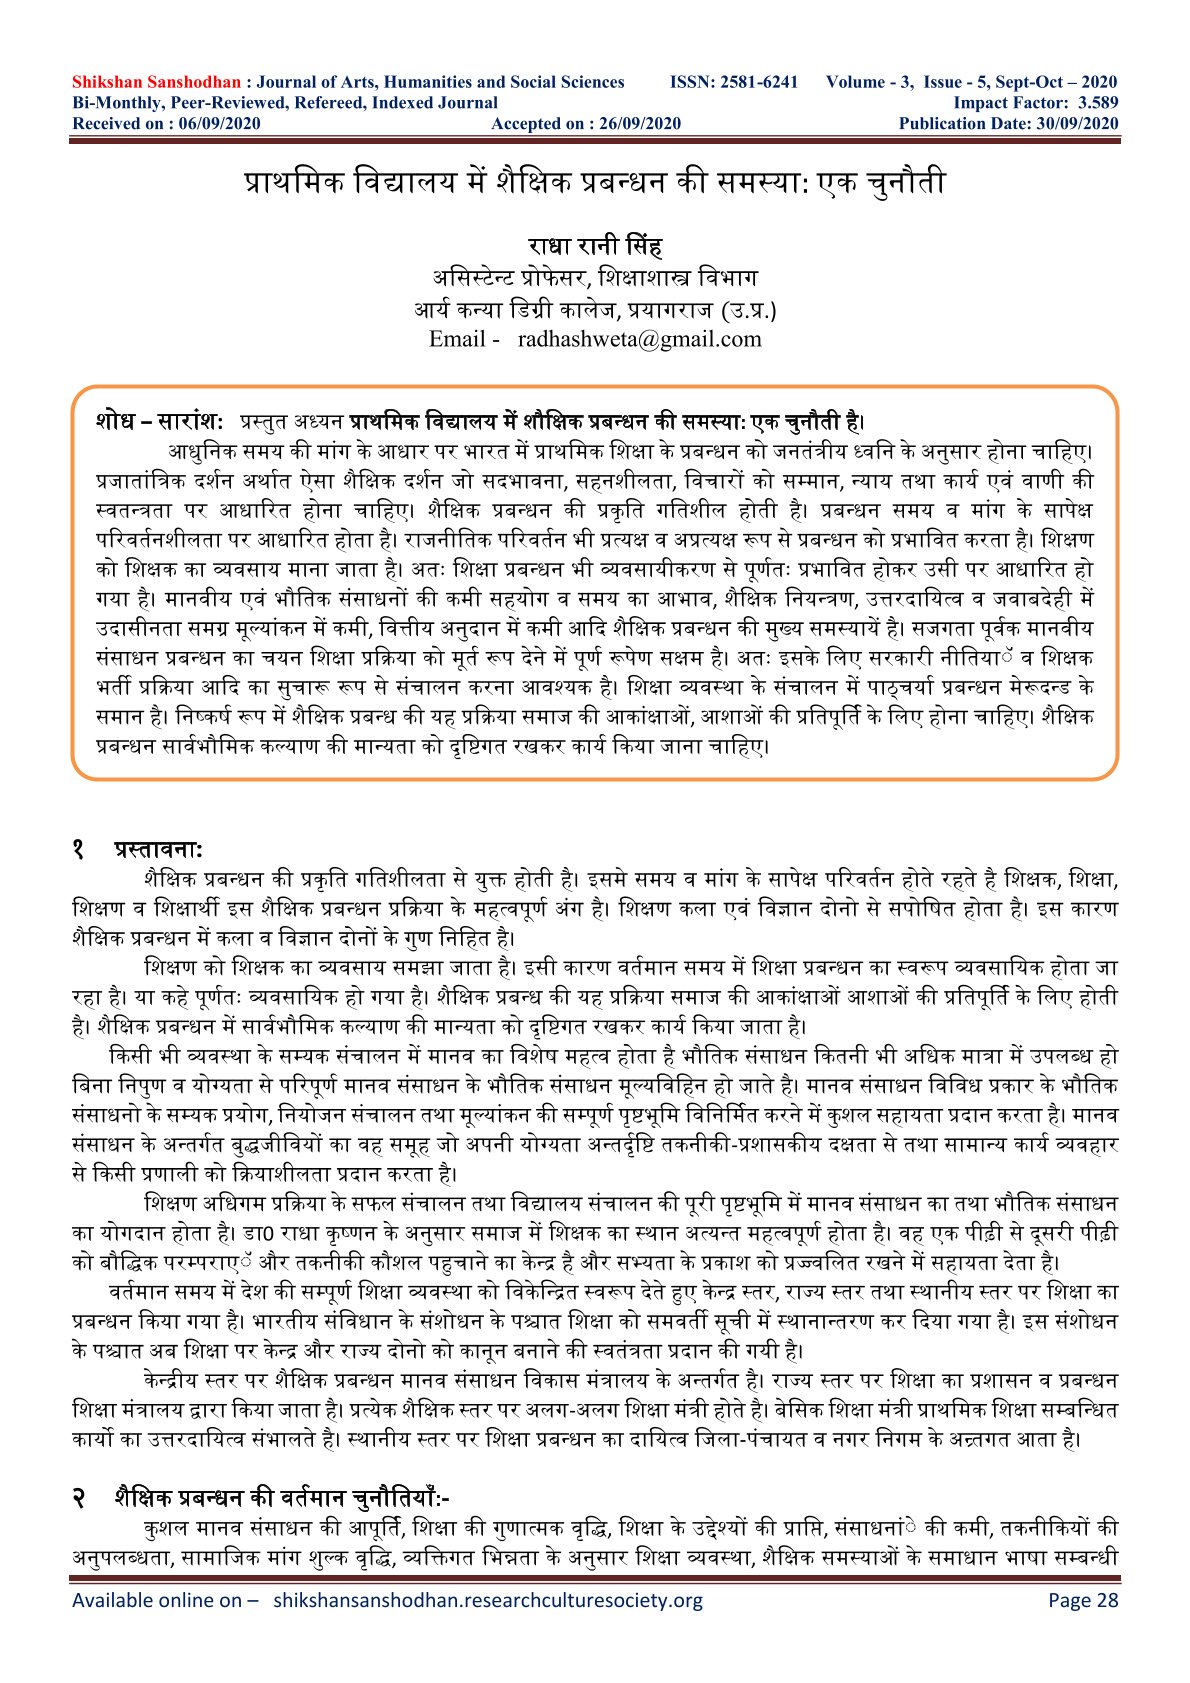 Shikshan Sanshodhan : Journal of Arts, Humanities and Social Sciences ISSN: 2581-6241 Volume - 3, Issue - 5, Sept-Oct – 2020
Bi-Monthly, Peer-Reviewed, Refereed, Indexed Journal Impact Factor: 3.589
Received on : 06/09/2020 Accepted on : 26/09/2020 Publication Date: 30/09/2020
प्राथमिक विद्यालय में शैक्षिक प्रबन्धन की समस्या: एक चुनौती
राधा रानी सिंह
असिस्टेन्ट प्रोफेसर, शिक्षाशास्त्र विभाग
आर्य कन्या डिग्री कालेज, प्रयागराज (उ.प्र.)
Email - radhashweta@gmail.com
शोध – सारांश: प्रस्तुत अध्यन प्राथमिक विद्यालय में शौक्षिक प्रबन्धन की समस्या: एक चुनौती है।
आधुनिक समय की मांग के आधार पर भारत में प्राथमिक शिक्षा के प्रबन्धन को जनतंत्रीय ध्वनि के अनुसार होना चाहिए।
प्रजातांत्रिक दर्शन अर्थात ऐसा शैक्षिक दर्शन जो सदभावना, सहनशीलता, विचारों को सम्मान, न्याय तथा कार्य एवं वाणी की
स्वतन्त्रता पर आधारित होना चाहिए। शैक्षिक प्रबन्धन की प्रकृति गतिशील होती है। प्रबन्धन समय व मांग के सापेक्ष
परिवर्तनशीलता पर आधारित होता है। राजनीतिक परिवर्तन भी प्रत्यक्ष व अप्रत्यक्ष रूप से प्रबन्धन को प्रभावित करता है। शिक्षण
को शिक्षक का व्यवसाय माना जाता है। अतः शिक्षा प्रबन्धन भी व्यवसायीकरण से पूर्णतः प्रभावित होकर उसी पर आधारित हो
गया है। मानवीय एवं भौतिक संसाधनों की कमी सहयोग व समय का आभाव, शैक्षिक नियन्त्रण, उत्तरदायित्व व जवाबदेही में
उदासीनता समग्र मूल्यांकन में कमी, वित्तीय अनुदान में कमी आदि शैक्षिक प्रबन्धन की मुख्य समस्यायें है। सजगता पूर्वक मानवीय
संसाधन प्रबन्धन का चयन शिक्षा प्रक्रिया को मूर्त रूप देने में पूर्ण रूपेण सक्षम है। अतः इसके लिए सरकारी नीतियाॅ व शिक्षक
भर्ती प्रक्रिया आदि का सुचारू रूप से संचालन करना आवश्यक है। शिक्षा व्यवस्था के संचालन में पाठ्चर्या प्रबन्धन मेरूदन्ड के
समान है। निष्कर्ष रूप में शैक्षिक प्रबन्ध की यह प्रक्रिया समाज की आकांक्षाओं, आशाओं की प्रतिपूर्ति के लिए होना चाहिए। शैक्षिक
प्रबन्धन सार्वभौमिक कल्याण की मान्यता को दृष्टिगत रखकर कार्य किया जाना चाहिए।
१ प्रस्तावना:
शैक्षिक प्रबन्धन की प्रकृति गतिशीलता से युक्त होती है। इसमे समय व मांग के सापेक्ष परिवर्तन होते रहते है शिक्षक, शिक्षा,
शिक्षण व शिक्षार्थी इस शैक्षिक प्रबन्धन प्रक्रिया के महत्वपूर्ण अंग है। शिक्षण कला एवं विज्ञान दोनो से सपोषित होता है। इस कारण
शैक्षिक प्रबन्धन में कला व विज्ञान दोनों के गुण निहित है।
शिक्षण को शिक्षक का व्यवसाय समझा जाता है। इसी कारण वर्तमान समय में शिक्षा प्रबन्धन का स्वरूप व्यवसायिक होता जा
रहा है। या कहे पूर्णतः व्यवसायिक हो गया है। शैक्षिक प्रबन्ध की यह प्रक्रिया समाज की आकांक्षाओं आशाओं की प्रतिपूर्ति के लिए होती
है। शैक्षिक प्रबन्धन में सार्वभौमिक कल्याण की मान्यता को दृष्टिगत रखकर कार्य किया जाता है।
किसी भी व्यवस्था के सम्यक संचालन में मानव का विशेष महत्व होता है भौतिक संसाधन कितनी भी अधिक मात्रा में उपलब्ध हो
बिना निपुण व योग्यता से परिपूर्ण मानव संसाधन के भौतिक संसाधन मूल्यविहिन हो जाते है। मानव संसाधन विविध प्रकार के भौतिक
संसाधनो के सम्यक प्रयोग, नियोजन संचालन तथा मूल्यांकन की सम्पूर्ण पृष्टभूमि विनिर्मित करने में कुशल सहायता प्रदान करता है। मानव
संसाधन के अन्तर्गत बुद्धजीवियों का वह समूह जो अपनी योग्यता अन्तर्दृष्टि तकनीकी-प्रशासकीय दक्षता से तथा सामान्य कार्य व्यवहार
से किसी प्रणाली को क्रियाशीलता प्रदान करता है।
शिक्षण अधिगम प्रक्रिया के सफल संचालन तथा विद्यालय संचालन की पूरी पृष्टभूमि में मानव संसाधन का तथा भौतिक संसाधन
का योगदान होता है। डा0 राधा कृष्णन के अनुसार समाज में शिक्षक का स्थान अत्यन्त महत्वपूर्ण होता है। वह एक पीढ़ी से दूसरी पीढ़ी
को बौद्धिक परम्पराएॅ और तकनीकी कौशल पहुचाने का केन्द्र है और सभ्यता के प्रकाश को प्रज्ज्वलित रखने में सहायता देता है।
वर्तमान समय में देश की सम्पूर्ण शिक्षा व्यवस्था को विकेन्द्रित स्वरूप देते हुए केन्द्र स्तर, राज्य स्तर तथा स्थानीय स्तर पर शिक्षा का
प्रबन्धन किया गया है। भारतीय संविधान के संशोधन के पश्चात शिक्षा को समवर्ती सूची में स्थानान्तरण कर दिया गया है। इस संशोधन
के पश्चात अब शिक्षा पर केन्द्र और राज्य दोनो को कानून बनाने की स्वतंत्रता प्रदान की गयी है।
केन्द्रीय स्तर पर शैक्षिक प्रबन्धन मानव संसाधन विकास मंत्रालय के अन्तर्गत है। राज्य स्तर पर शिक्षा का प्रशासन व प्रबन्धन
शिक्षा मंत्रालय द्वारा किया जाता है। प्रत्येक शैक्षिक स्तर पर अलग-अलग शिक्षा मंत्री होते है। बेसिक शिक्षा मंत्री प्राथमिक शिक्षा सम्बन्धित
कार्यो का उत्तरदायित्व संभालते है। स्थानीय स्तर पर शिक्षा प्रबन्धन का दायित्व जिला-पंचायत व नगर निगम के अन्र्तगत आता है।
२ शैक्षिक प्रबन्धन की वर्तमान चुनौतियाँ:-
कुशल मानव संसाधन की आपूर्ति, शिक्षा की गुणात्मक वृद्धि, शिक्षा के उद्देश्यों की प्राप्ति, संसाधनांे की कमी, तकनीकियों की
अनुपलब्धता, सामाजिक मांग शुल्क वृद्धि, व्यक्तिगत भिन्नता के अनुसार शिक्षा व्यवस्था, शैक्षिक समस्याओं के समाधान भाषा सम्बन्धी
Available online on – shikshansanshodhan.researchculturesociety.org Page 28